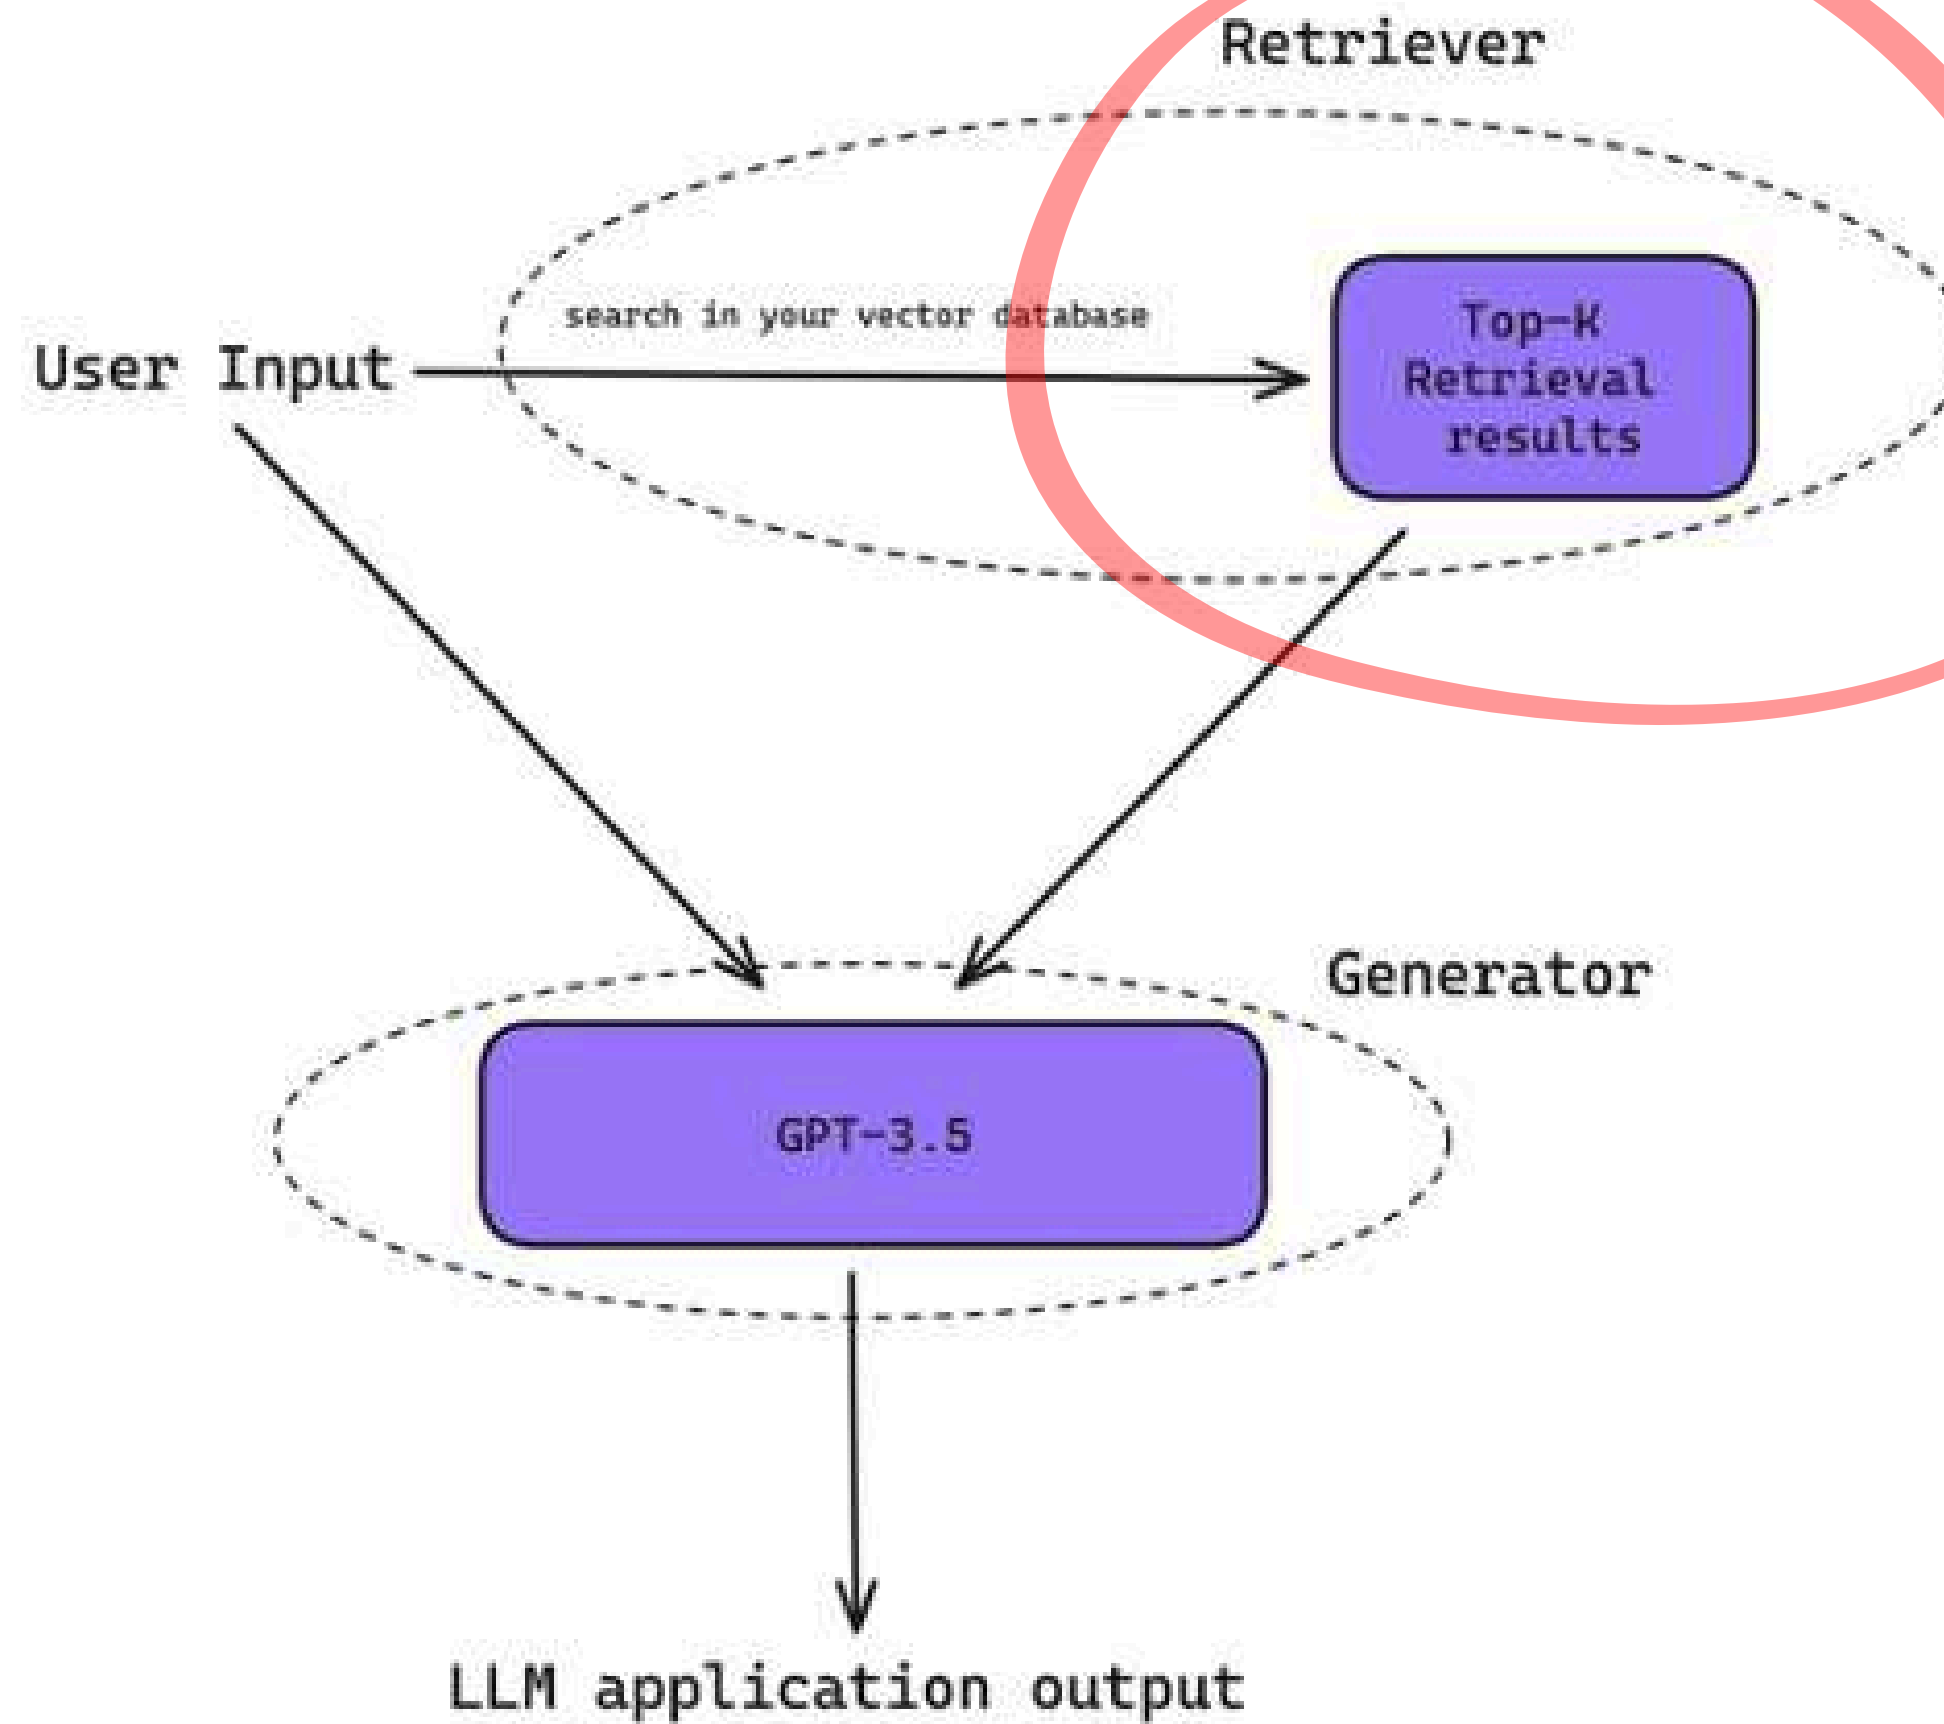 Retriever
search in your vector database
User Input
Top-K
Retrieval
results
Generator
GPT-3.5
LLM application output